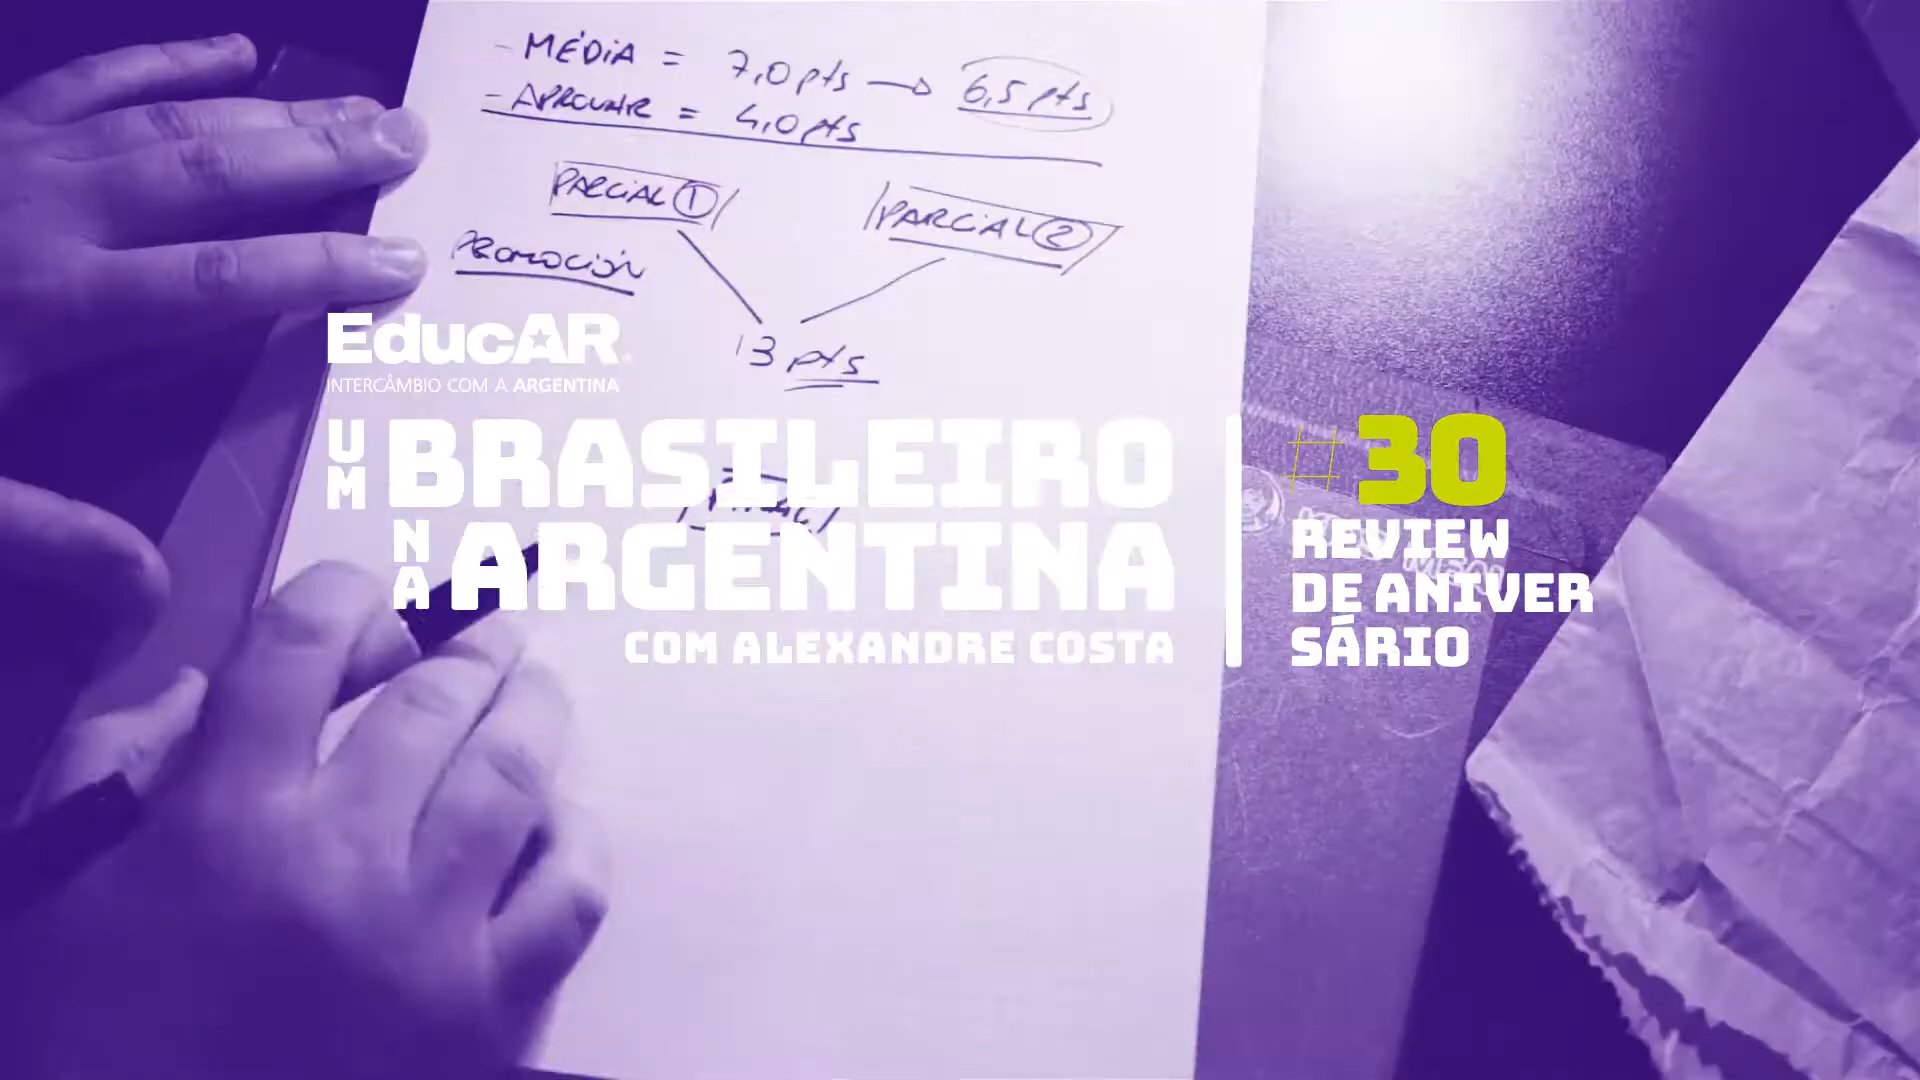 - MÉDIA = 7,0 pts → 6,5 pts
- APROVAR = 4,0 pts
PARCIAL 1
PARCIAL 2
PROMOCIÓN
13 pts
EducAR
INTERCÂMBIO COM A ARGENTINA
UM BRASILEIRO
NA ARGENTINA
COM ALEXANDRE COSTA
#30
REVIEW
DE ANIVER
SÁRIO